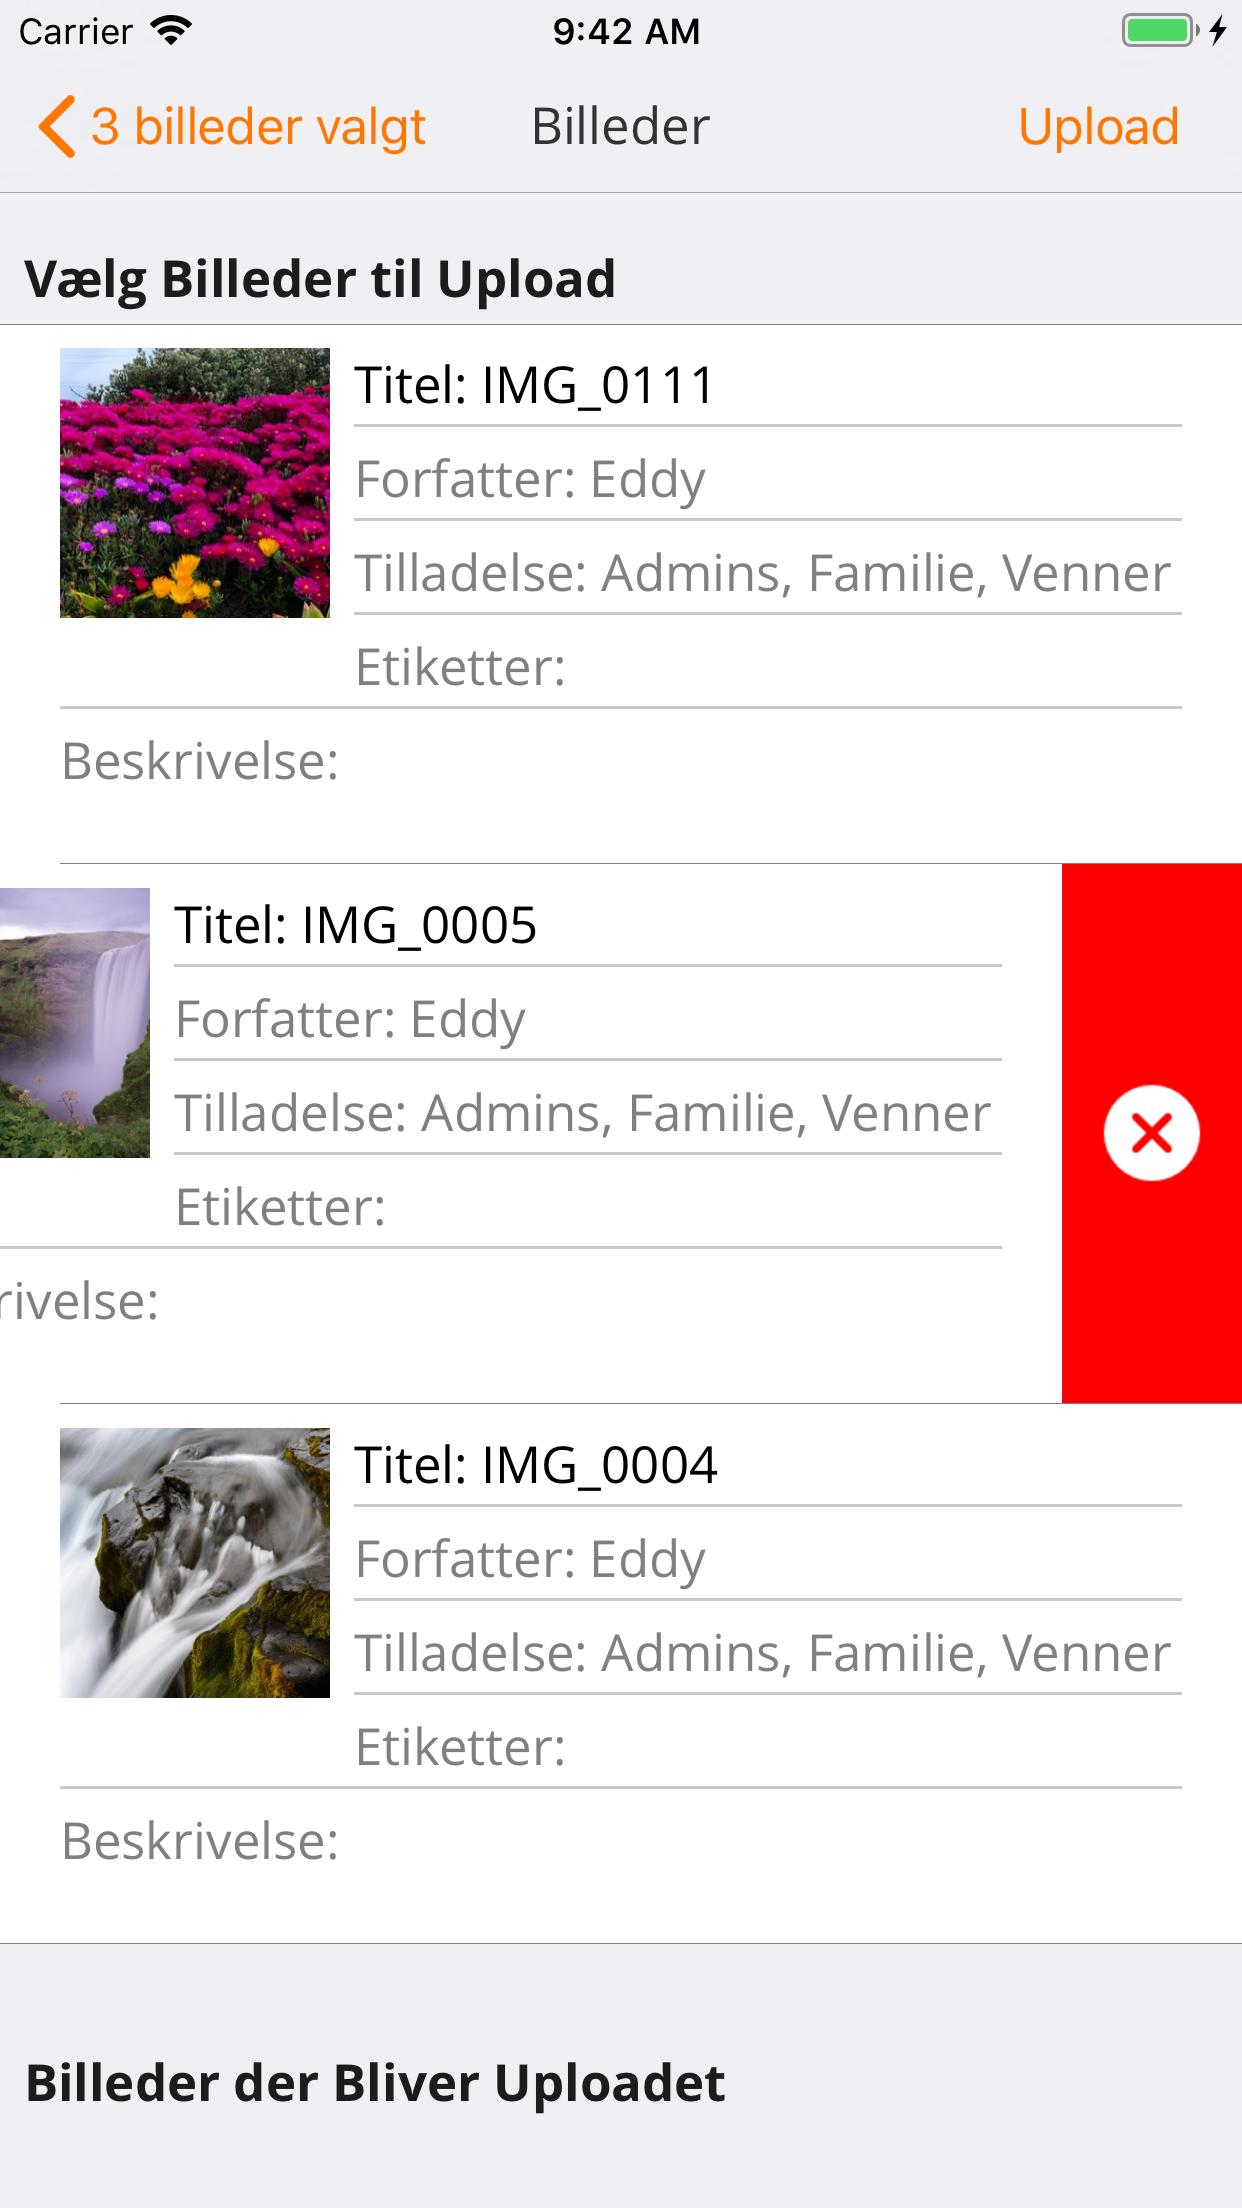 Carrier 9:42 AM
3 billeder valgt Billeder Upload
Vælg Billeder til Upload
Titel: IMG_0111
Forfatter: Eddy
Tilladelse: Admins, Familie, Venner
Etiketter:
Beskrivelse:
Titel: IMG_0005
Forfatter: Eddy
Tilladelse: Admins, Familie, Venner
Etiketter:
rivelse:
Titel: IMG_0004
Forfatter: Eddy
Tilladelse: Admins, Familie, Venner
Etiketter:
Beskrivelse:
Billeder der Bliver Uploadet